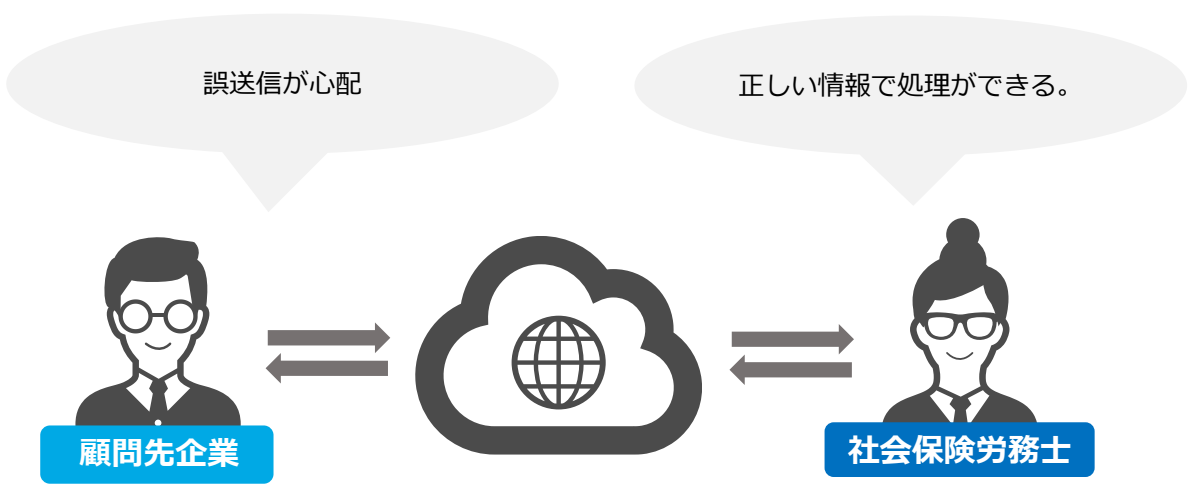 誤送信が心配
正しい情報で処理ができる。
顧問先企業
社会保険労務士